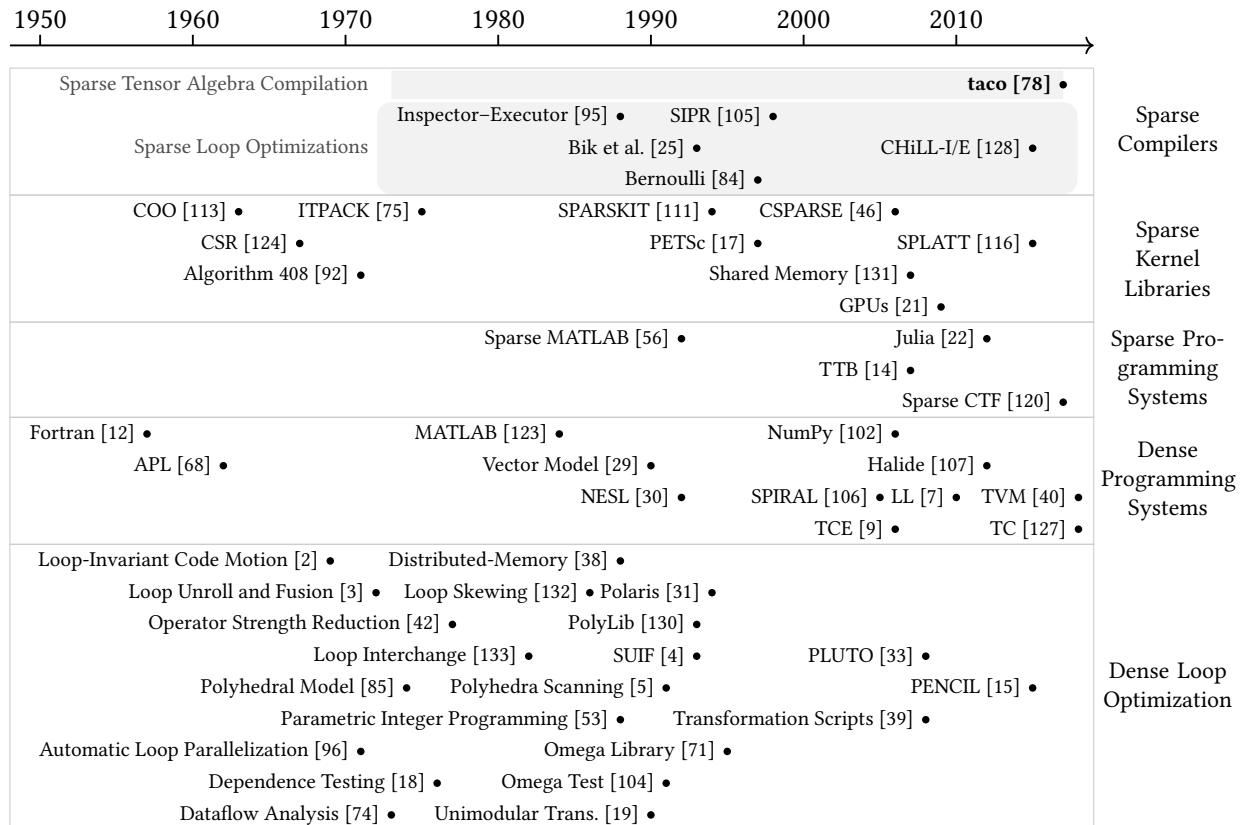 1950 1960 1970 1980 1990 2000 2010
Sparse Tensor Algebra Compilation taco [78]
Inspector–Executor [95] SIPR [105]
Sparse Loop Optimizations Bik et al. [25] CHiLL-I/E [128]
Bernoulli [84]
Sparse
Compilers
COO [113] ITPACK [75] SPARSKIT [111] CSPARSE [46]
CSR [124] PETSc [17] SPLATT [116]
Algorithm 408 [92] Shared Memory [131]
GPUs [21]
Sparse
Kernel
Libraries
Sparse MATLAB [56] Julia [22]
TTB [14]
Sparse CTF [120]
Sparse Pro-
gramming
Systems
Fortran [12] MATLAB [123] NumPy [102]
APL [68] Vector Model [29] Halide [107]
NESL [30] SPIRAL [106] LL [7] TVM [40]
TCE [9] TC [127]
Dense
Programming
Systems
Loop-Invariant Code Motion [2] Distributed-Memory [38]
Loop Unroll and Fusion [3] Loop Skewing [132] Polaris [31]
Operator Strength Reduction [42] PolyLib [130]
Loop Interchange [133] SUIF [4] PLUTO [33]
Polyhedral Model [85] Polyhedra Scanning [5] PENCIL [15]
Parametric Integer Programming [53] Transformation Scripts [39]
Automatic Loop Parallelization [96] Omega Library [71]
Dependence Testing [18] Omega Test [104]
Dataflow Analysis [74] Unimodular Trans. [19]
Dense Loop
Optimization